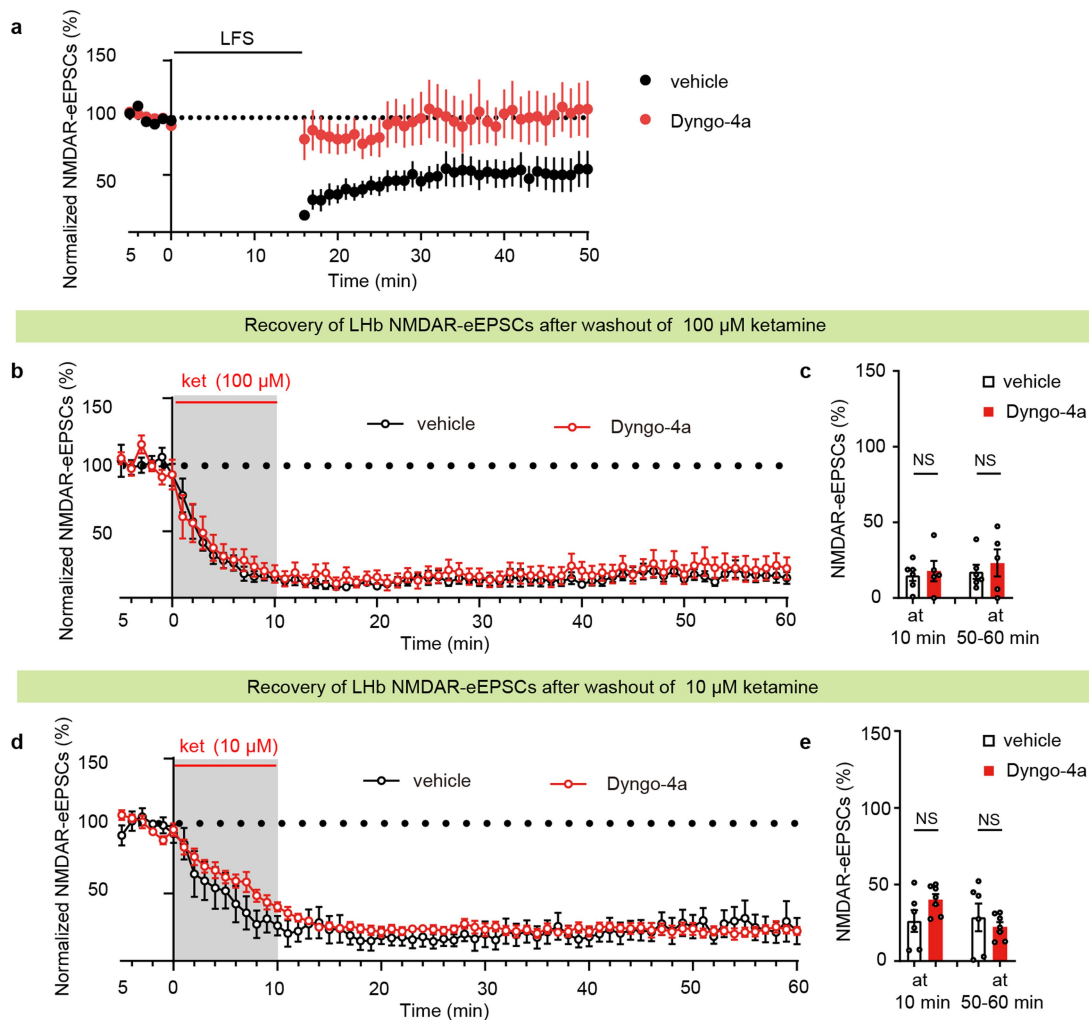 a
LFS
Normalized NMDAR-eEPSCs (%)
150
100
50
5 0 10 20 30 40 50
Time (min)
vehicle
Dyngo-4a
Recovery of LHb NMDAR-eEPSCs after washout of 100 µM ketamine
b
ket (100 µM)
Normalized NMDAR-eEPSCs (%)
150
100
50
0
5 0 10 20 30 40 50 60
Time (min)
vehicle
Dyngo-4a
c
NMDAR-eEPSCs (%)
150
100
50
0
vehicle
Dyngo-4a
NS NS
at at
10 min 50-60 min
Recovery of LHb NMDAR-eEPSCs after washout of 10 µM ketamine
d
ket (10 µM)
Normalized NMDAR-eEPSCs (%)
150
100
50
0
5 0 10 20 30 40 50 60
Time (min)
vehicle
Dyngo-4a
e
NMDAR-eEPSCs (%)
150
100
50
0
vehicle
Dyngo-4a
NS NS
at at
10 min 50-60 min